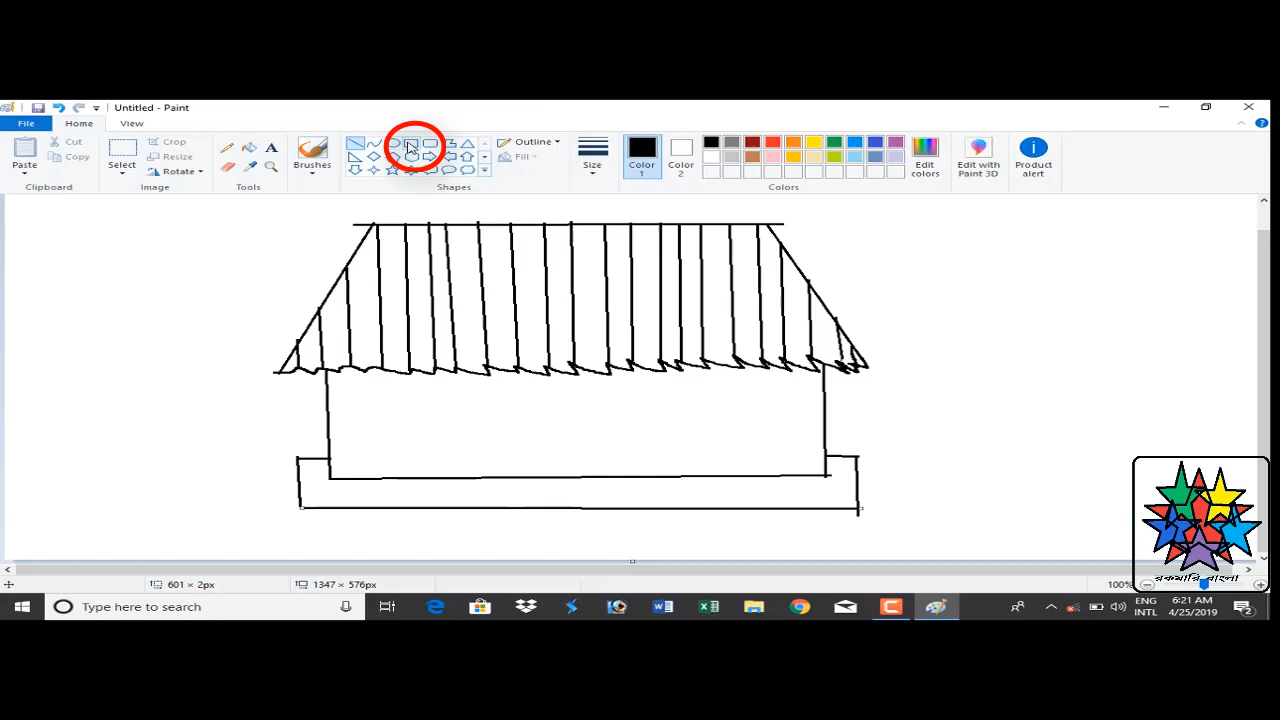 Untitled - Paint
File Home View
Paste
Cut
Copy
Clipboard
Select
Crop
Resize
Rotate
Image
Tools
Brushes
Shapes
Outline
Fill
Size
Color 1
Color 2
Colors
Edit colors
Edit with Paint 3D
Product alert
রকমারি বাংলা
601 × 2px
1347 × 576px
100%
Type here to search
ENG
INTL
6:21 AM
4/25/2019
2